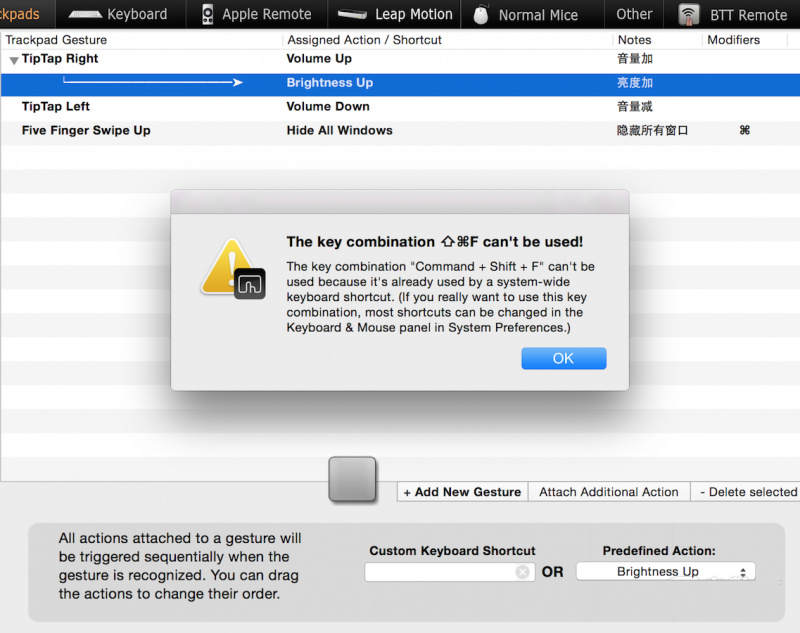 ckpads Keyboard Apple Remote Leap Motion Normal Mice Other BTT Remote
Trackpad Gesture Assigned Action / Shortcut Notes Modifiers
TipTap Right Volume Up 音量加
Brightness Up 亮度加
TipTap Left Volume Down 音量减
Five Finger Swipe Up Hide All Windows 隐藏所有窗口 ⌘
The key combination ⇧⌘F can't be used!
The key combination "Command + Shift + F" can't be
used because it's already used by a system-wide
keyboard shortcut. (If you really want to use this key
combination, most shortcuts can be changed in the
Keyboard & Mouse panel in System Preferences.)
OK
+ Add New Gesture Attach Additional Action - Delete selected
All actions attached to a gesture will
be triggered sequentially when the
gesture is recognized. You can drag
the actions to change their order.
Custom Keyboard Shortcut Predefined Action:
OR Brightness Up